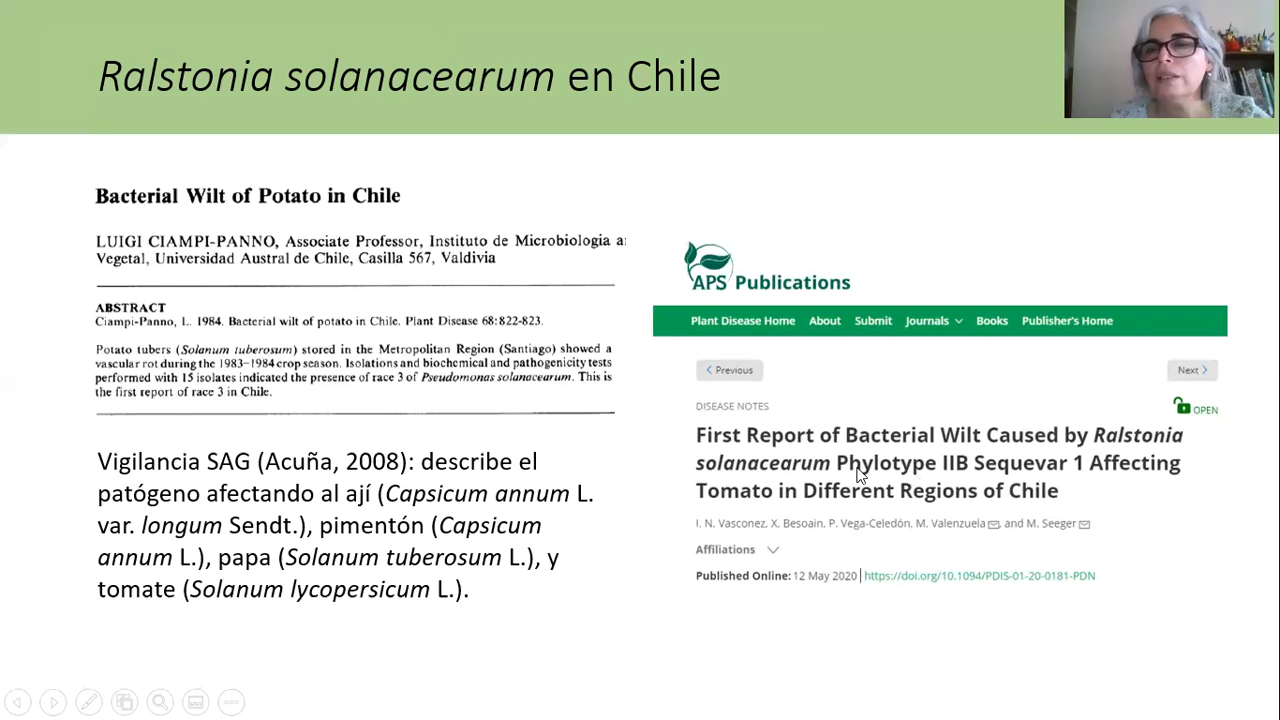 Ralstonia solanacearum en Chile
Bacterial Wilt of Potato in Chile
LUIGI CIAMPI-PANNO, Associate Professor, Instituto de Microbiologia
Vegetal, Universidad Austral de Chile, Casilla 567, Valdivia
ABSTRACT
Ciampi-Panno, L. 1984. Bacterial wilt of potato in Chile. Plant Disease 68:822-823.
Potato tubers (Solanum tuberosum) stored in the Metropolitan Region (Santiago) showed a
vascular rot during the 1983–1984 crop season. Isolations and biochemical and pathogenicity tests
performed with 15 isolates indicated the presence of race 3 of Pseudomonas solanacearum. This is
the first report of race 3 in Chile.
Vigilancia SAG (Acuña, 2008): describe el
patógeno afectando al ají (Capsicum annum L.
var. longum Sendt.), pimentón (Capsicum
annum L.), papa (Solanum tuberosum L.), y
tomate (Solanum lycopersicum L.).
APS Publications
Plant Disease Home About Submit Journals Books Publisher's Home
Previous Next
DISEASE NOTES OPEN
First Report of Bacterial Wilt Caused by Ralstonia
solanacearum Phylotype IIB Sequevar 1 Affecting
Tomato in Different Regions of Chile
I. N. Vasconez, X. Besoain, P. Vega-Celedón, M. Valenzuela, and M. Seeger
Affiliations
Published Online: 12 May 2020 | https://doi.org/10.1094/PDIS-01-20-0181-PDN